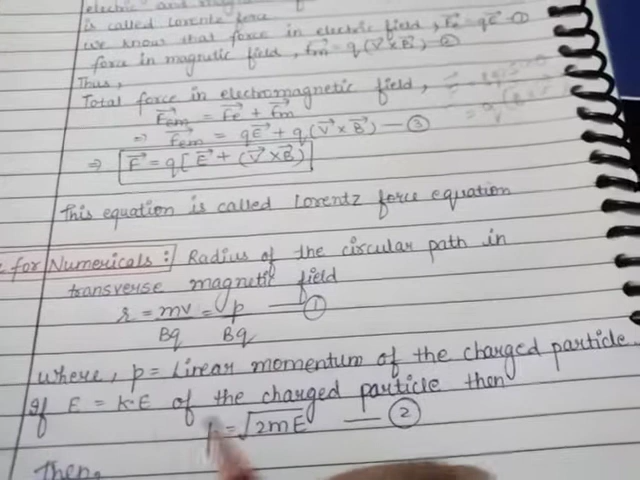 electric and
is called Lorentz force
we know that force in electric field, Fe = qE⃗ —①
force in magnetic field, F⃗m = q(V⃗×B⃗) ②
Thus,
Total force in electromagnetic field,
F⃗em = F⃗e + F⃗m
⇒ F⃗em = qE⃗ + q(V⃗×B⃗) —③
⇒ F⃗ = q[E⃗ + (V⃗×B⃗)]
This equation is called Lorentz force equation
for Numericals: Radius of the circular path in
transverse magnetic field
r = mv/Bq = p/Bq —①
where, p = Linear momentum of the charged particle.
If E = K·E of the charged particle then
p = √2mE —②
Then,